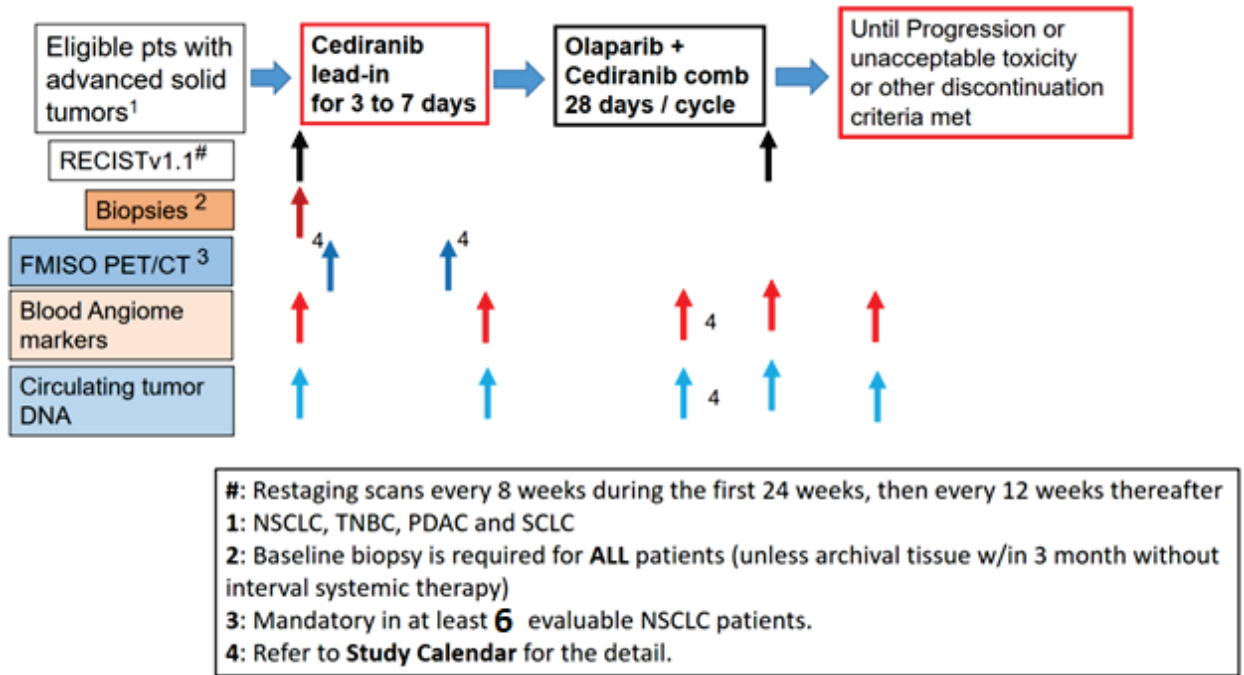 Eligible pts with
advanced solid
tumors1
Cediranib
lead-in
for 3 to 7 days
Olaparib +
Cediranib comb
28 days / cycle
Until Progression or
unacceptable toxicity
or other discontinuation
criteria met
RECISTv1.1#
Biopsies 2
4
4
FMISO PET/CT 3
Blood Angiome
markers
4
Circulating tumor
DNA
4
#: Restaging scans every 8 weeks during the first 24 weeks, then every 12 weeks thereafter
1: NSCLC, TNBC, PDAC and SCLC
2: Baseline biopsy is required for ALL patients (unless archival tissue w/in 3 month without
interval systemic therapy)
3: Mandatory in at least 6 evaluable NSCLC patients.
4: Refer to Study Calendar for the detail.